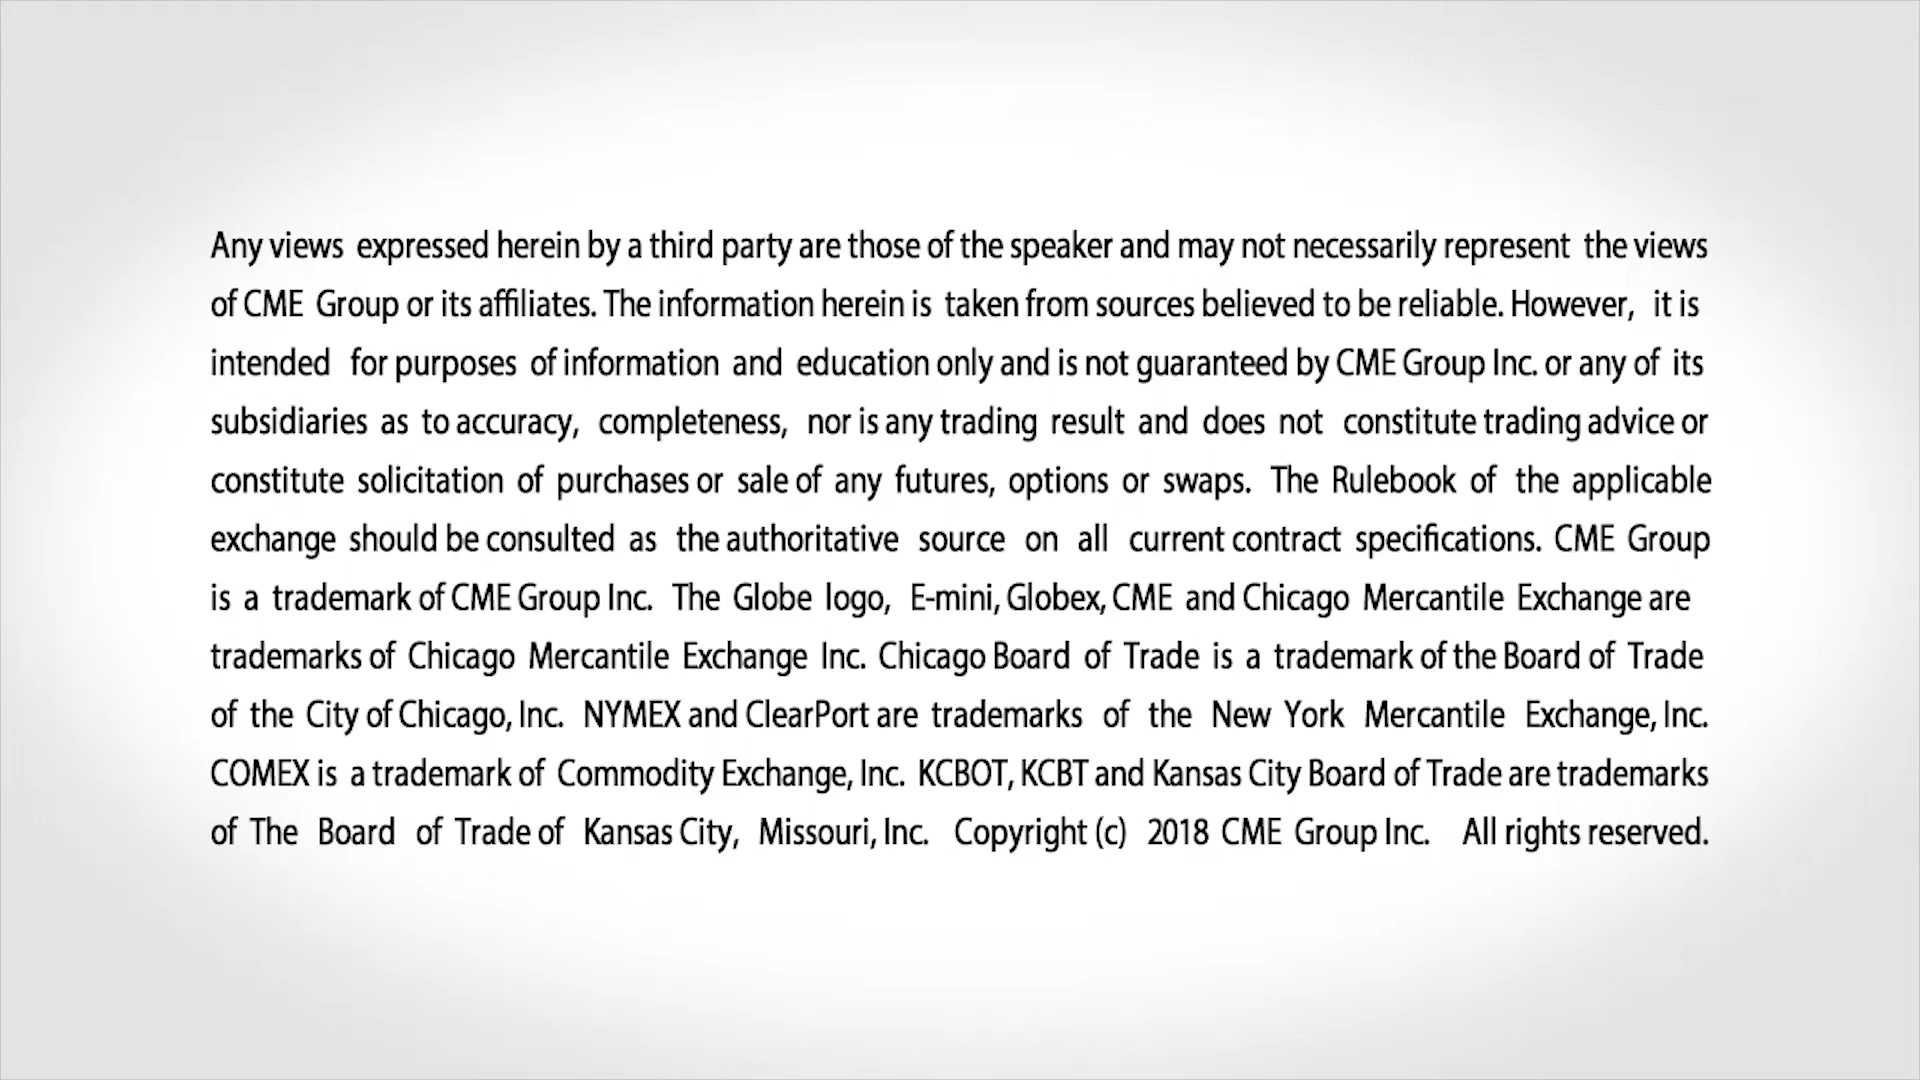 Any views expressed herein by a third party are those of the speaker and may not necessarily represent the views
of CME Group or its affiliates. The information herein is taken from sources believed to be reliable. However, it is
intended for purposes of information and education only and is not guaranteed by CME Group Inc. or any of its
subsidiaries as to accuracy, completeness, nor is any trading result and does not constitute trading advice or
constitute solicitation of purchases or sale of any futures, options or swaps. The Rulebook of the applicable
exchange should be consulted as the authoritative source on all current contract specifications. CME Group
is a trademark of CME Group Inc. The Globe logo, E-mini, Globex, CME and Chicago Mercantile Exchange are
trademarks of Chicago Mercantile Exchange Inc. Chicago Board of Trade is a trademark of the Board of Trade
of the City of Chicago, Inc. NYMEX and ClearPort are trademarks of the New York Mercantile Exchange, Inc.
COMEX is a trademark of Commodity Exchange, Inc. KCBOT, KCBT and Kansas City Board of Trade are trademarks
of The Board of Trade of Kansas City, Missouri, Inc. Copyright (c) 2018 CME Group Inc. All rights reserved.